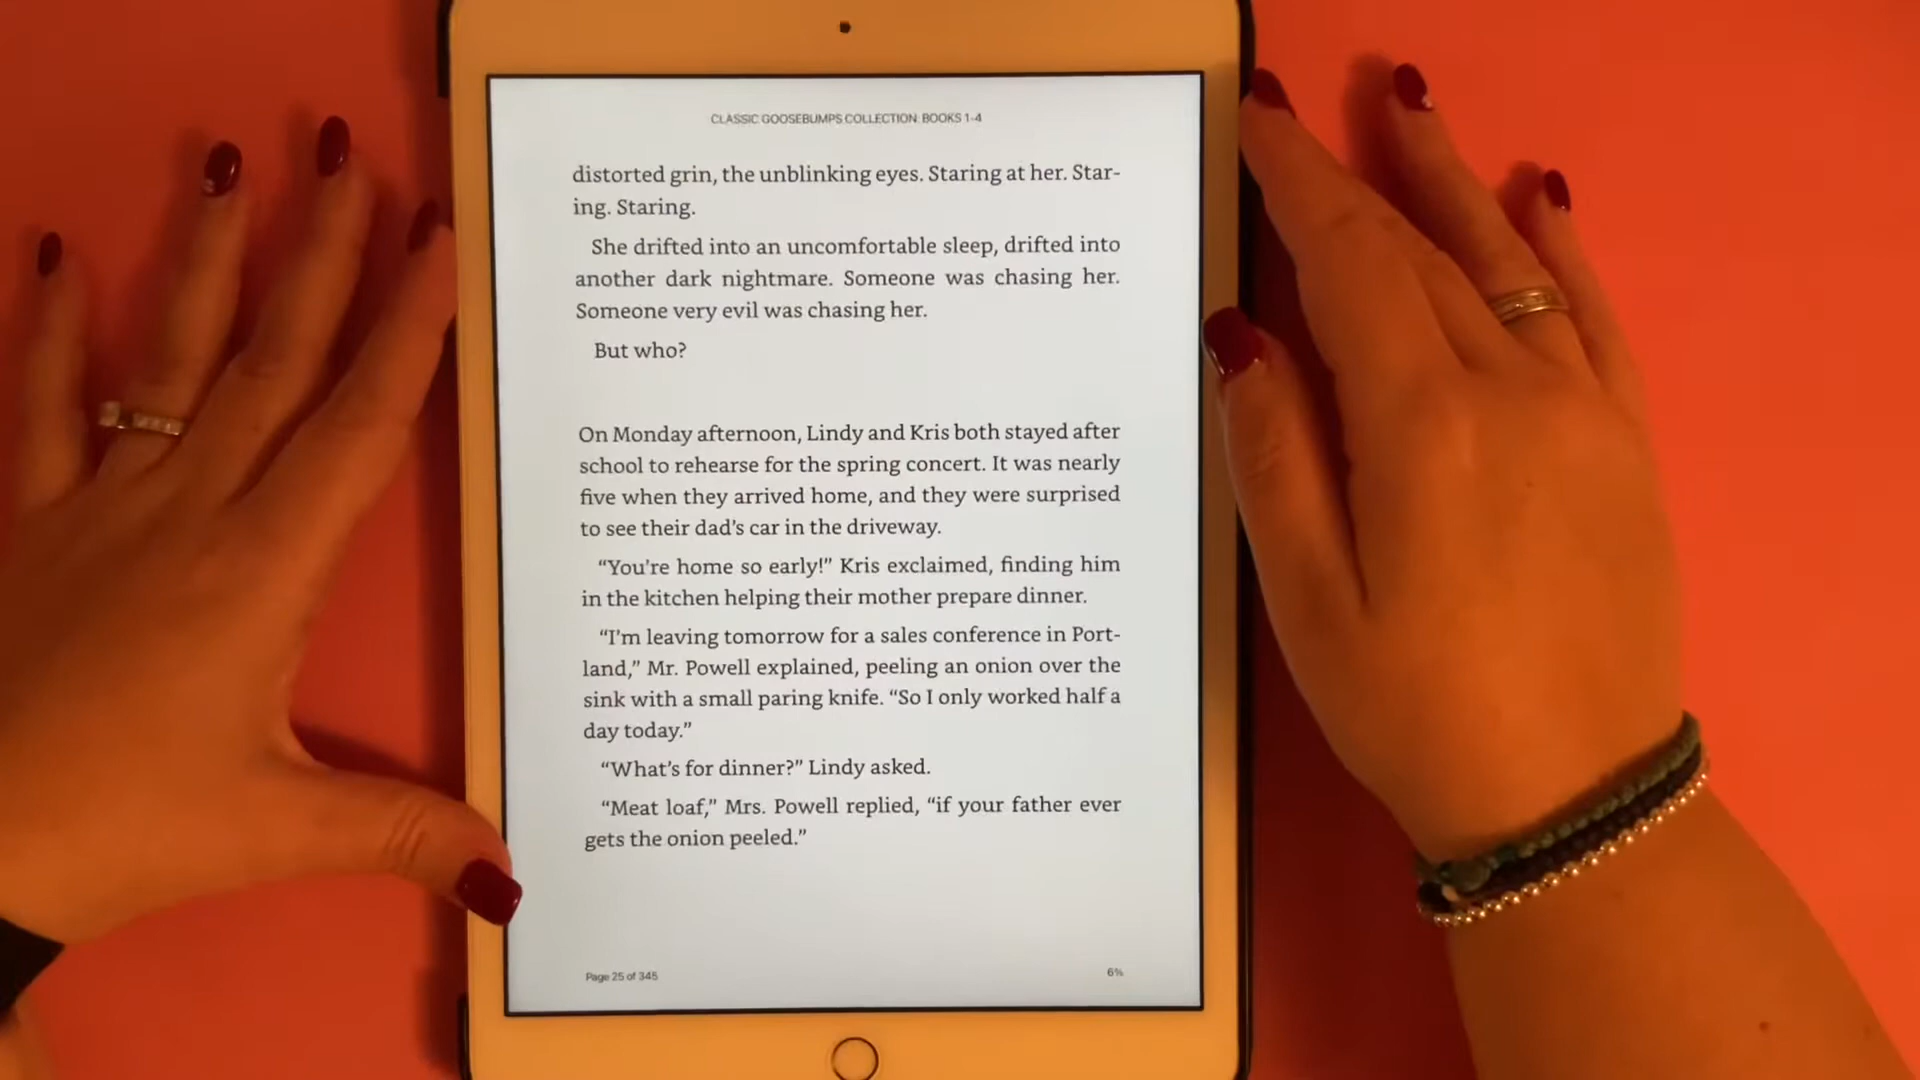 CLASSIC GOOSEBUMPS COLLECTION: BOOKS 1-4
distorted grin, the unblinking eyes. Staring at her. Star-
ing. Staring.
She drifted into an uncomfortable sleep, drifted into
another dark nightmare. Someone was chasing her.
Someone very evil was chasing her.
But who?
On Monday afternoon, Lindy and Kris both stayed after
school to rehearse for the spring concert. It was nearly
five when they arrived home, and they were surprised
to see their dad’s car in the driveway.
“You’re home so early!” Kris exclaimed, finding him
in the kitchen helping their mother prepare dinner.
“I’m leaving tomorrow for a sales conference in Port-
land,” Mr. Powell explained, peeling an onion over the
sink with a small paring knife. “So I only worked half a
day today.”
“What’s for dinner?” Lindy asked.
“Meat loaf,” Mrs. Powell replied, “if your father ever
gets the onion peeled.”
Page 25 of 345
6%